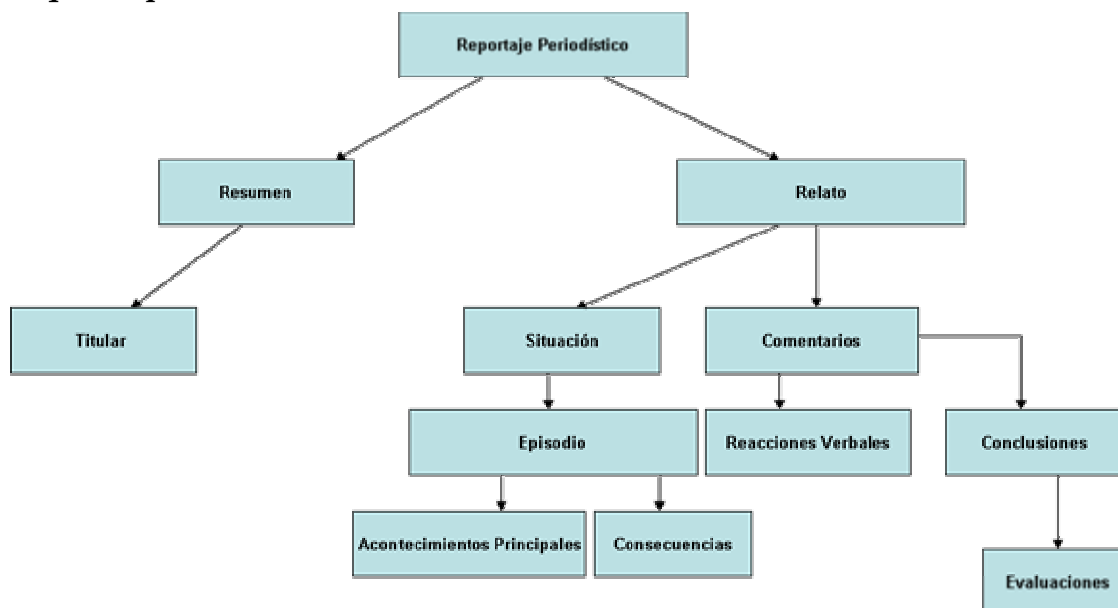 Reportaje Periodístico
Resumen
Relato
Titular
Situación
Comentarios
Episodio
Reacciones Verbales
Conclusiones
Acontecimientos Principales
Consecuencias
Evaluaciones